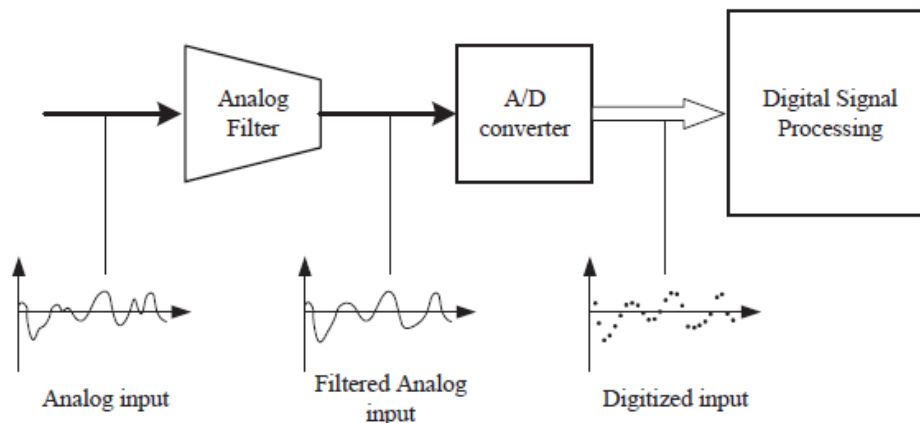 Analog
Filter
A/D
converter
Digital Signal
Processing
Analog input
Filtered Analog
input
Digitized input